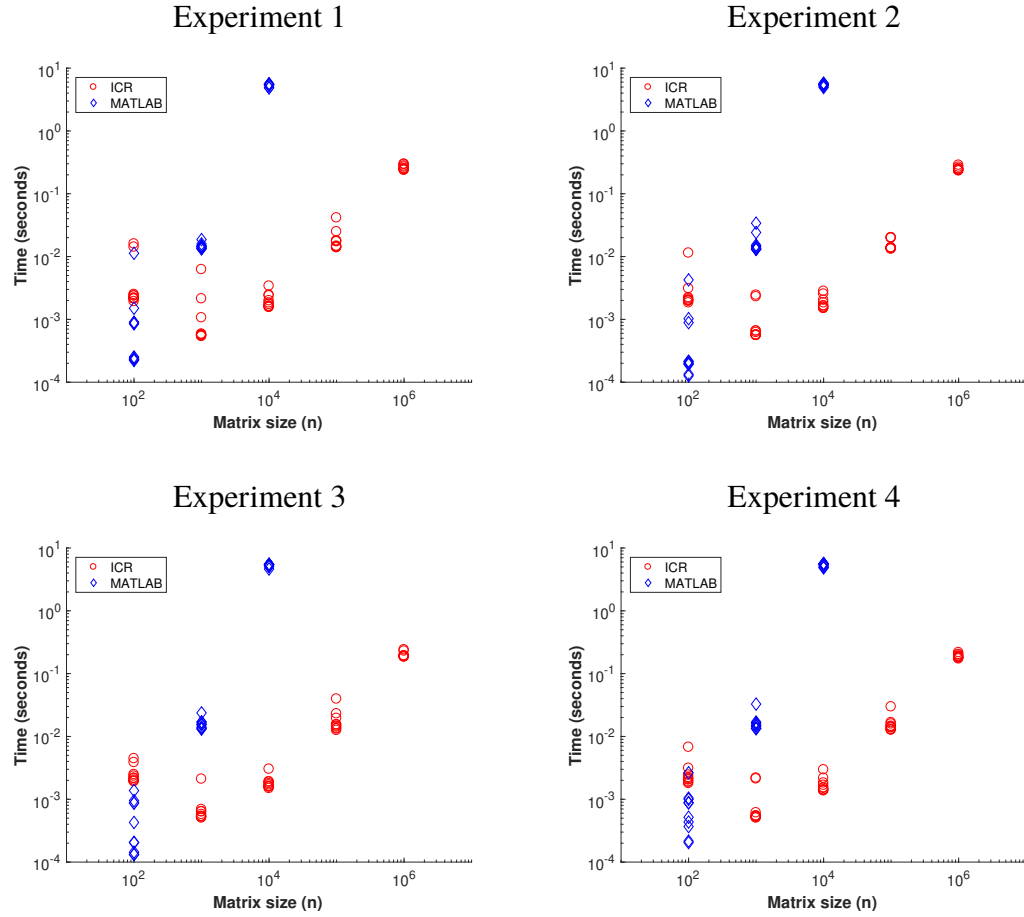 Experiment 1
10^1
10^0
10^-1
10^-2
10^-3
10^-4
Time (seconds)
ICR
MATLAB
10^2
10^4
10^6
Matrix size (n)
Experiment 2
10^1
10^0
10^-1
10^-2
10^-3
10^-4
Time (seconds)
ICR
MATLAB
10^2
10^4
10^6
Matrix size (n)
Experiment 3
10^1
10^0
10^-1
10^-2
10^-3
10^-4
Time (seconds)
ICR
MATLAB
10^2
10^4
10^6
Matrix size (n)
Experiment 4
10^1
10^0
10^-1
10^-2
10^-3
10^-4
Time (seconds)
ICR
MATLAB
10^2
10^4
10^6
Matrix size (n)